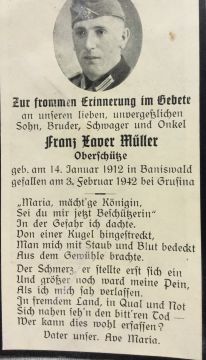 Zur frommen Erinnerung im Gebete
an unseren lieben, unvergeßlichen
Sohn, Bruder, Schwager und Onkel
Franz Xaver Müller
Oberschütze
geb. am 14. Januar 1912 in Baniswald
gefallen am 3. Februar 1942 bei Grusina
„Maria, mächt'ge Königin,
Sei du mir jetzt Beschützerin"
In der Gefahr ich dachte.
Von einer Kugel hingestreckt,
Man mich mit Staub und Blut bedeckt
Aus dem Gewühle brachte.
Der Schmerz, er stellte erst sich ein
Und größer noch ward meine Pein,
Als ich mich sah verlassen,
In fremdem Land, in Qual und Not
Sich nahen seh'n den bitt'ren Tod —
Wer kann dies wohl erfassen?
Vater unser. Ave Maria.